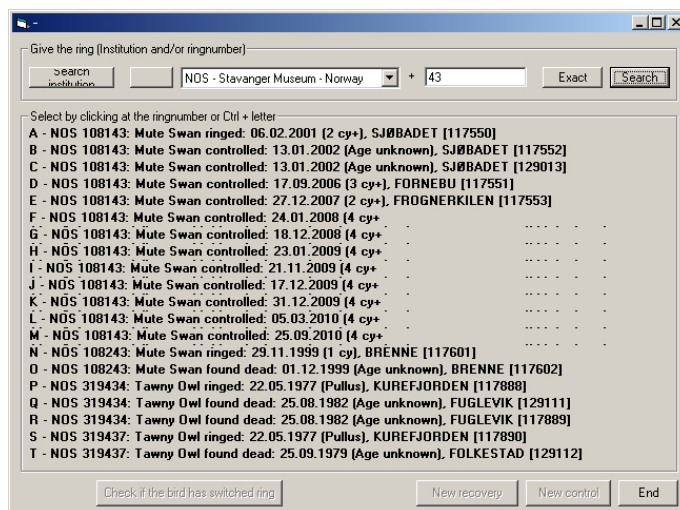 -
Give the ring (Institution and/or ringnumber)
Search institution NOS - Stavanger Museum - Norway + 43 Exact Search
Select by clicking at the ringnumber or Ctrl + letter
A - NOS 108143: Mute Swan ringed: 06.02.2001 (2 cy+), SJØBADET [117550]
B - NOS 108143: Mute Swan controlled: 13.01.2002 (Age unknown), SJØBADET [117552]
C - NOS 108143: Mute Swan controlled: 13.01.2002 (Age unknown), SJØBADET [129013]
D - NOS 108143: Mute Swan controlled: 17.09.2006 (3 cy+), FORNEBU [117551]
E - NOS 108143: Mute Swan controlled: 27.12.2007 (2 cy+), FROGNERKILEN [117553]
F - NOS 108143: Mute Swan controlled: 24.01.2008 (4 cy+
G - NOS 108143: Mute Swan controlled: 18.12.2008 (4 cy+
H - NOS 108143: Mute Swan controlled: 23.01.2009 (4 cy+
I - NOS 108143: Mute Swan controlled: 21.11.2009 (4 cy+
J - NOS 108143: Mute Swan controlled: 17.12.2009 (4 cy+
K - NOS 108143: Mute Swan controlled: 31.12.2009 (4 cy+
L - NOS 108143: Mute Swan controlled: 05.03.2010 (4 cy+
M - NOS 108143: Mute Swan controlled: 25.09.2010 (4 cy+
N - NOS 108243: Mute Swan ringed: 29.11.1999 (1 cy), BRENNE [117601]
O - NOS 108243: Mute Swan found dead: 01.12.1999 (Age unknown), BRENNE [117602]
P - NOS 319434: Tawny Owl ringed: 22.05.1977 (Pullus), KUREFJORDEN [117888]
Q - NOS 319434: Tawny Owl found dead: 25.08.1982 (Age unknown), FUGLEVIK [129111]
R - NOS 319434: Tawny Owl found dead: 25.08.1982 (Age unknown), FUGLEVIK [117889]
S - NOS 319437: Tawny Owl ringed: 22.05.1977 (Pullus), KUREFJORDEN [117890]
T - NOS 319437: Tawny Owl found dead: 25.09.1979 (Age unknown), FOLKESTAD [129112]
Check if the bird has switched ring New recovery New control End